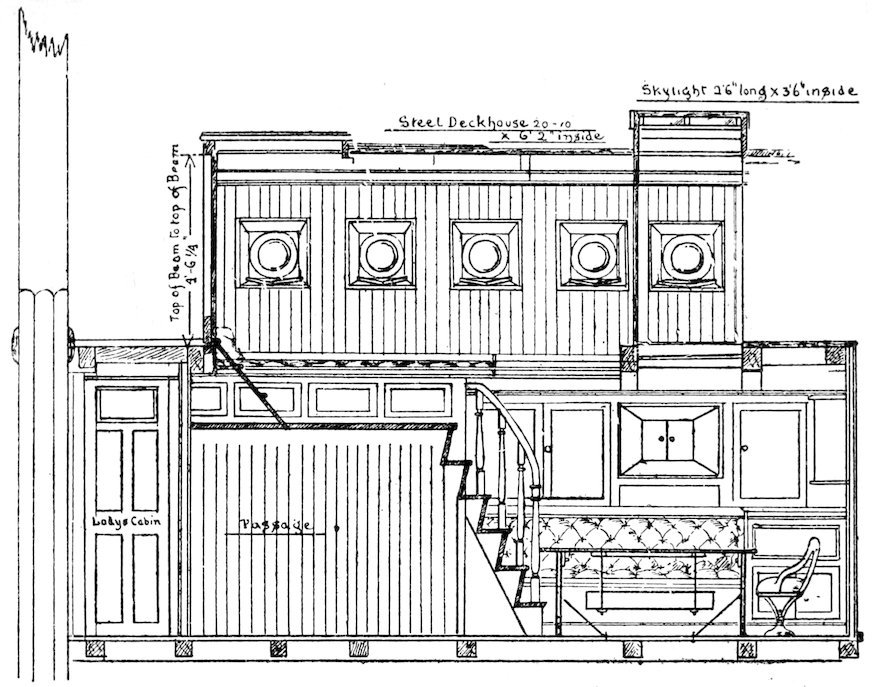 Skylight 2'6" long x 3'6" inside
Steel Deckhouse 20-10
x 6' 2" inside
Top of Beam to top of Beam
4'-6 1/4"
Ladys Cabin
Passage